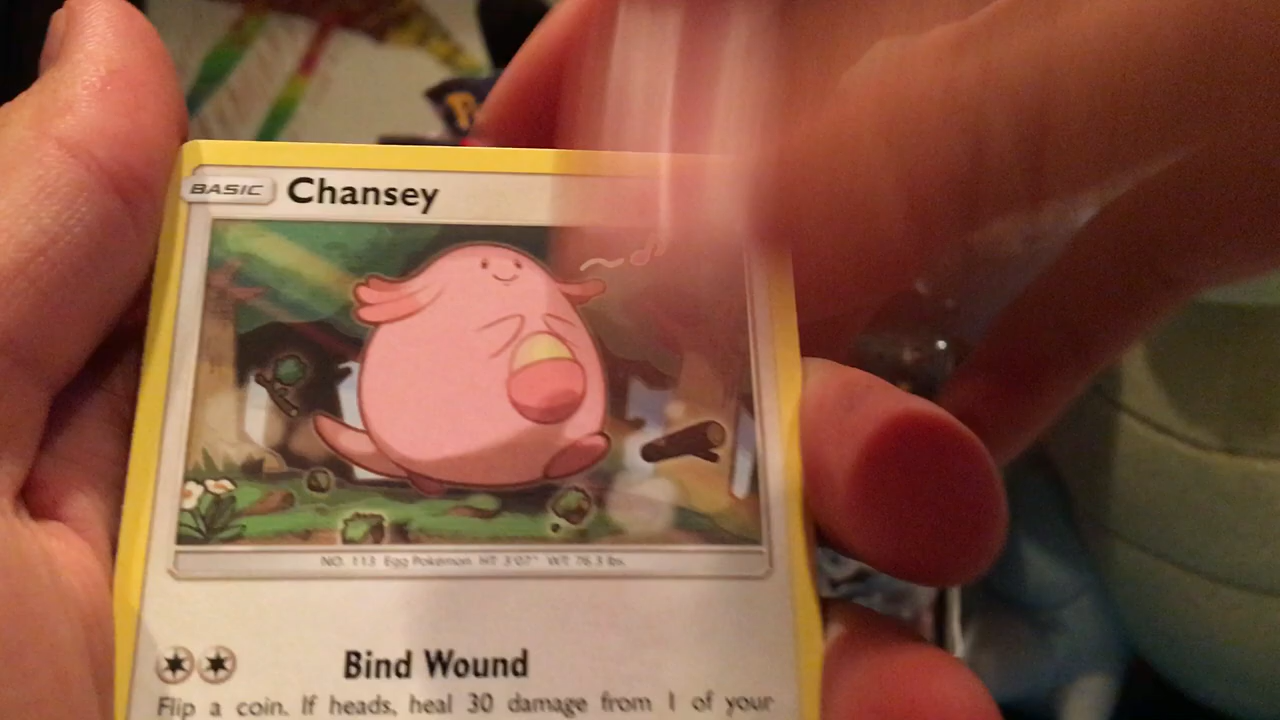 BASIC Chansey
NO. 113 Egg Pokémon HT: 3'07" WT: 76.3 lbs.
Bind Wound
Flip a coin. If heads, heal 30 damage from 1 of your